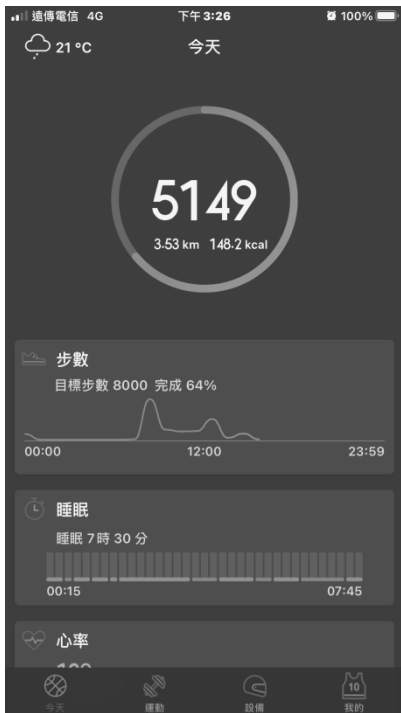 遠傳電信 4G 下午 3:26 100%
21 °C 今天
5149
3.53 km 148.2 kcal
步數
目標步數 8000 完成 64%
00:00 12:00 23:59
睡眠
睡眠 7 時 30 分
00:15 07:45
心率
今天 運動 設備 10 我的